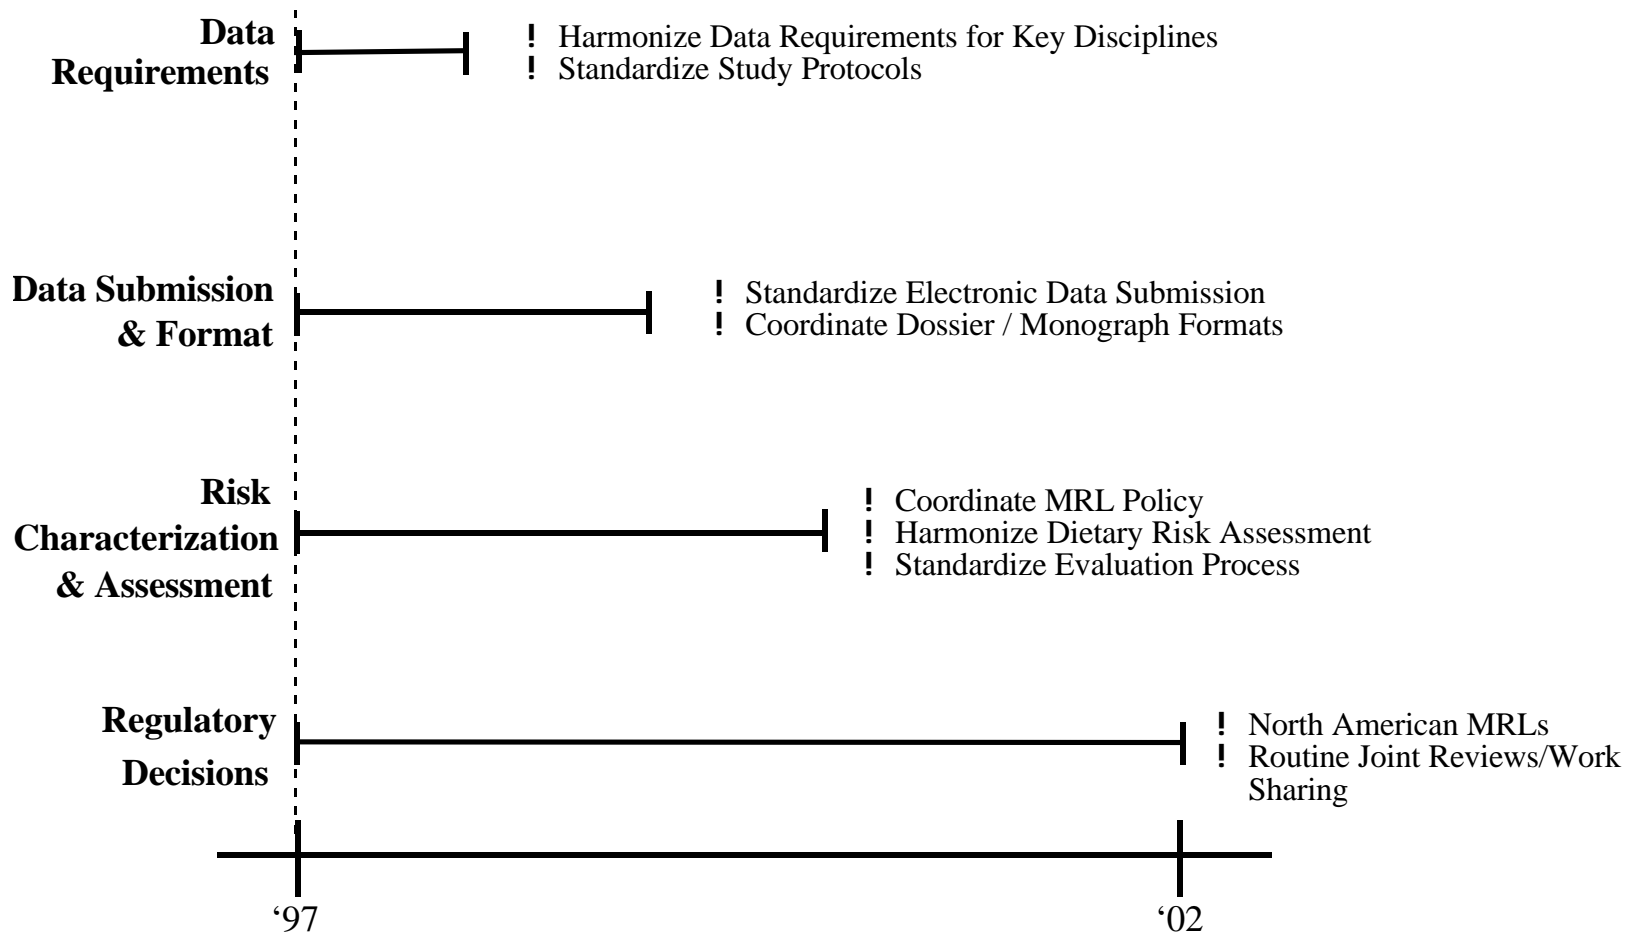 Data
Requirements
! Harmonize Data Requirements for Key Disciplines
! Standardize Study Protocols
Data Submission
& Format
! Standardize Electronic Data Submission
! Coordinate Dossier / Monograph Formats
Risk
Characterization
& Assessment
! Coordinate MRL Policy
! Harmonize Dietary Risk Assessment
! Standardize Evaluation Process
Regulatory
Decisions
! North American MRLs
! Routine Joint Reviews/Work
Sharing
‘97
‘02